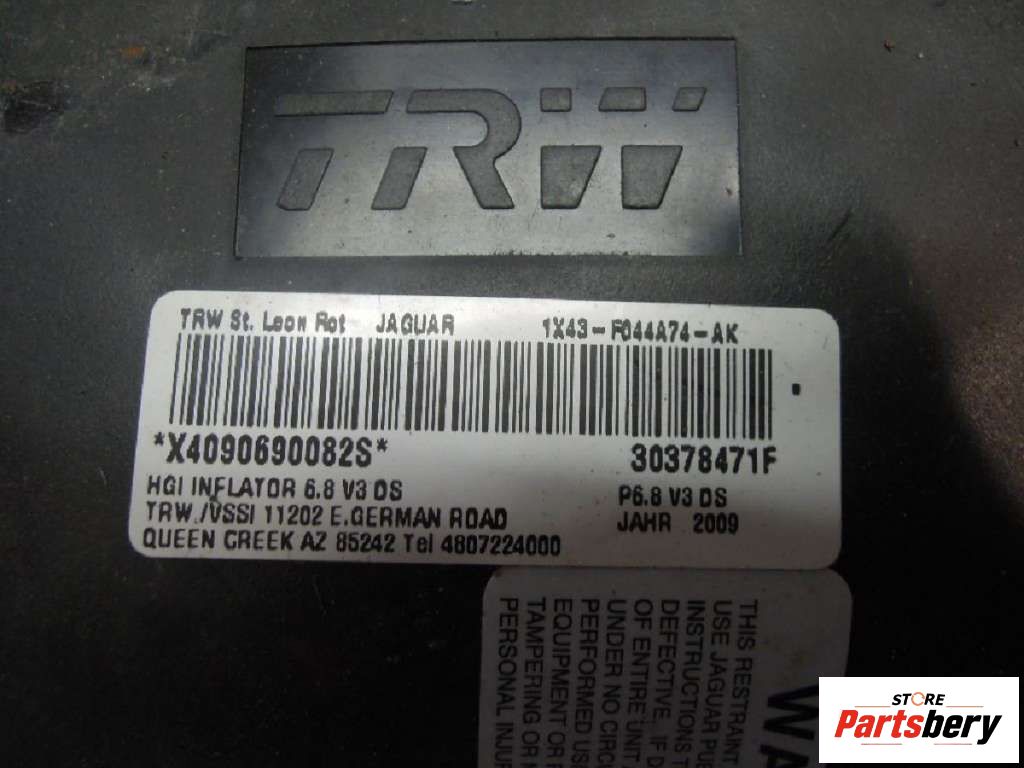 TRW
TRW St. Leon Rot JAGUAR 1X43-F044A74-AK
*X4090690082S* 30378471F
HGI INFLATOR 6.8 V3 DS P6.8 V3 DS
TRW./VSSI 11202 E.GERMAN ROAD JAHR 2009
QUEEN CREEK AZ 85242 Tel 4807224000
THIS RESTRAINT
USE JAGUAR PU
INSTRUCTIONS T
DEFECTIVE. IF D
OF ENTIRE UNIT
UNDER NO CIRC
PERFORMED US
EQUIPMENT OR
TAMPERING OR M
PERSONAL INJU
WA
STORE
Partsbery